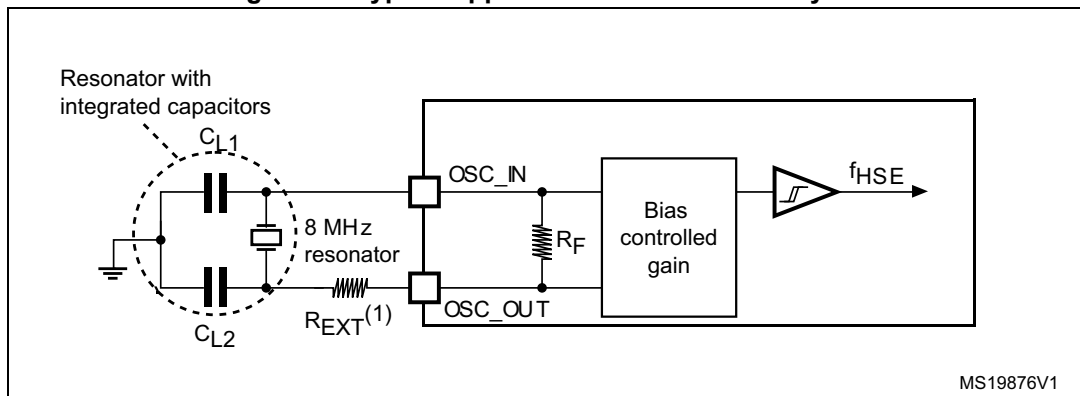 Resonator with
integrated capacitors
CL1
OSC_IN
fHSE
8 MHz
resonator
RF
Bias
controlled
gain
REXT(1)
OSC_OUT
CL2
MS19876V1